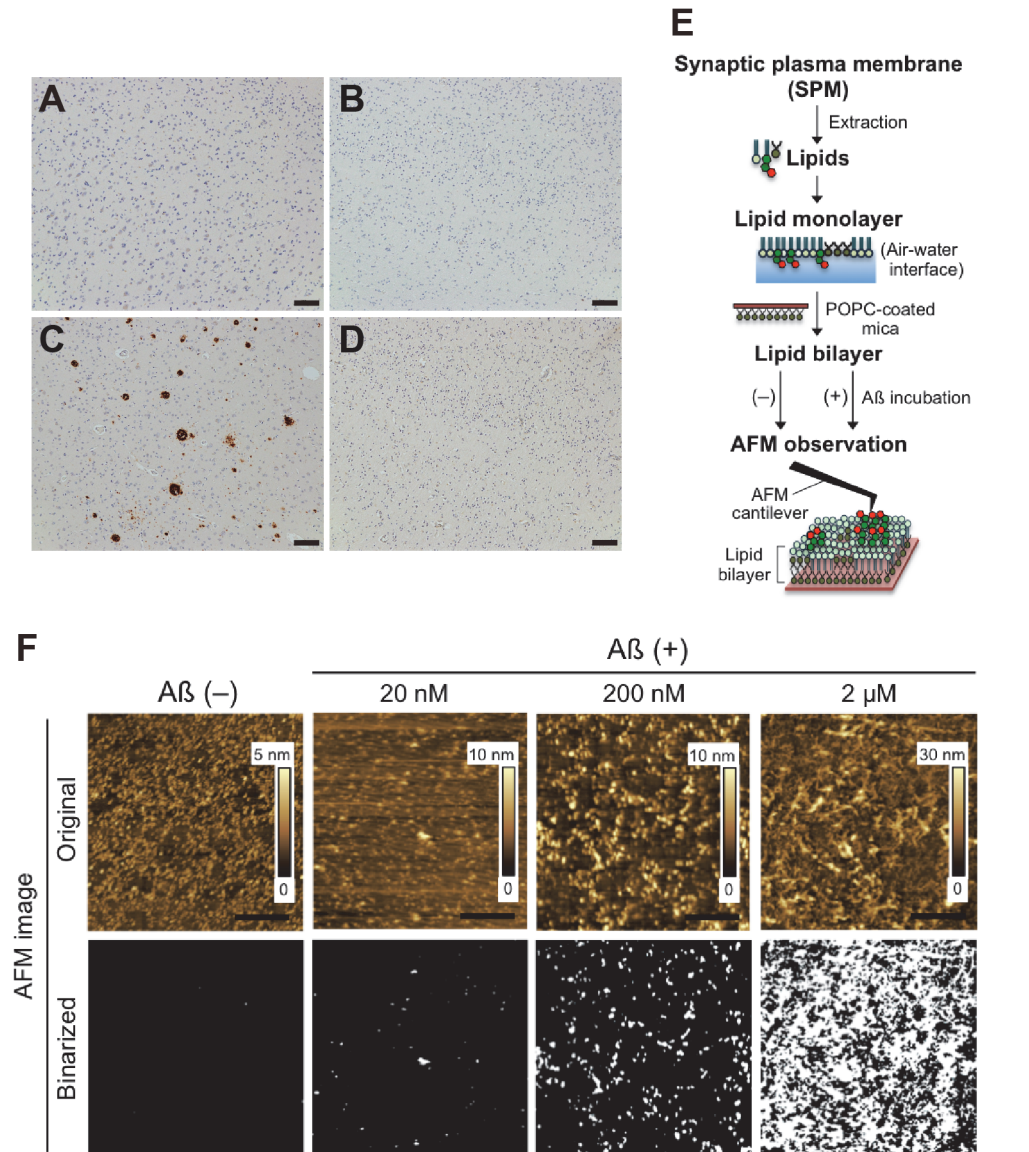 A
B
C
D
E
Synaptic plasma membrane
(SPM)
Extraction
Lipids
Lipid monolayer
(Air-water
interface)
POPC-coated
mica
Lipid bilayer
(–)
(+)
Aß incubation
AFM observation
AFM
cantilever
Lipid
bilayer
F
Aß (–)
Aß (+)
20 nM
200 nM
2 µM
AFM image
Original
5 nm
0
10 nm
0
10 nm
0
30 nm
0
Binarized